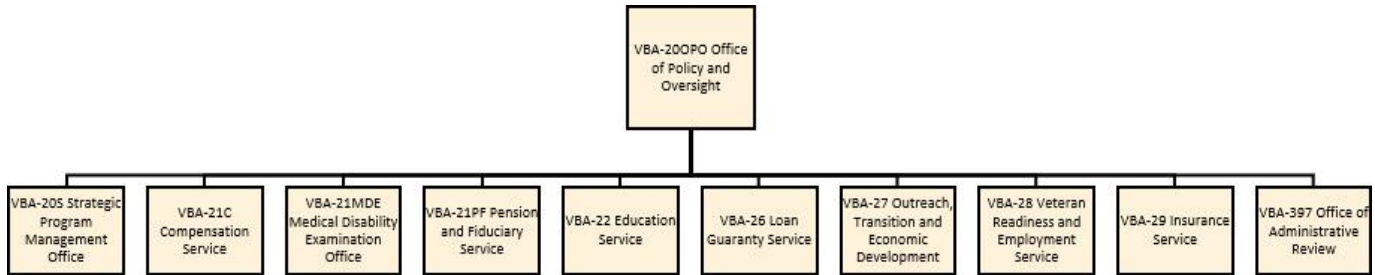 VBA-20OPO Office
of Policy and
Oversight
VBA-20S Strategic
Program
Management
Office
VBA-21C
Compensation
Service
VBA-21MDE
Medical Disability
Examination
Office
VBA-21PF Pension
and Fiduciary
Service
VBA-22 Education
Service
VBA-26 Loan
Guaranty Service
VBA-27 Outreach,
Transition and
Economic
Development
VBA-28 Veteran
Readiness and
Employment
Service
VBA-29 Insurance
Service
VBA-397 Office of
Administrative
Review